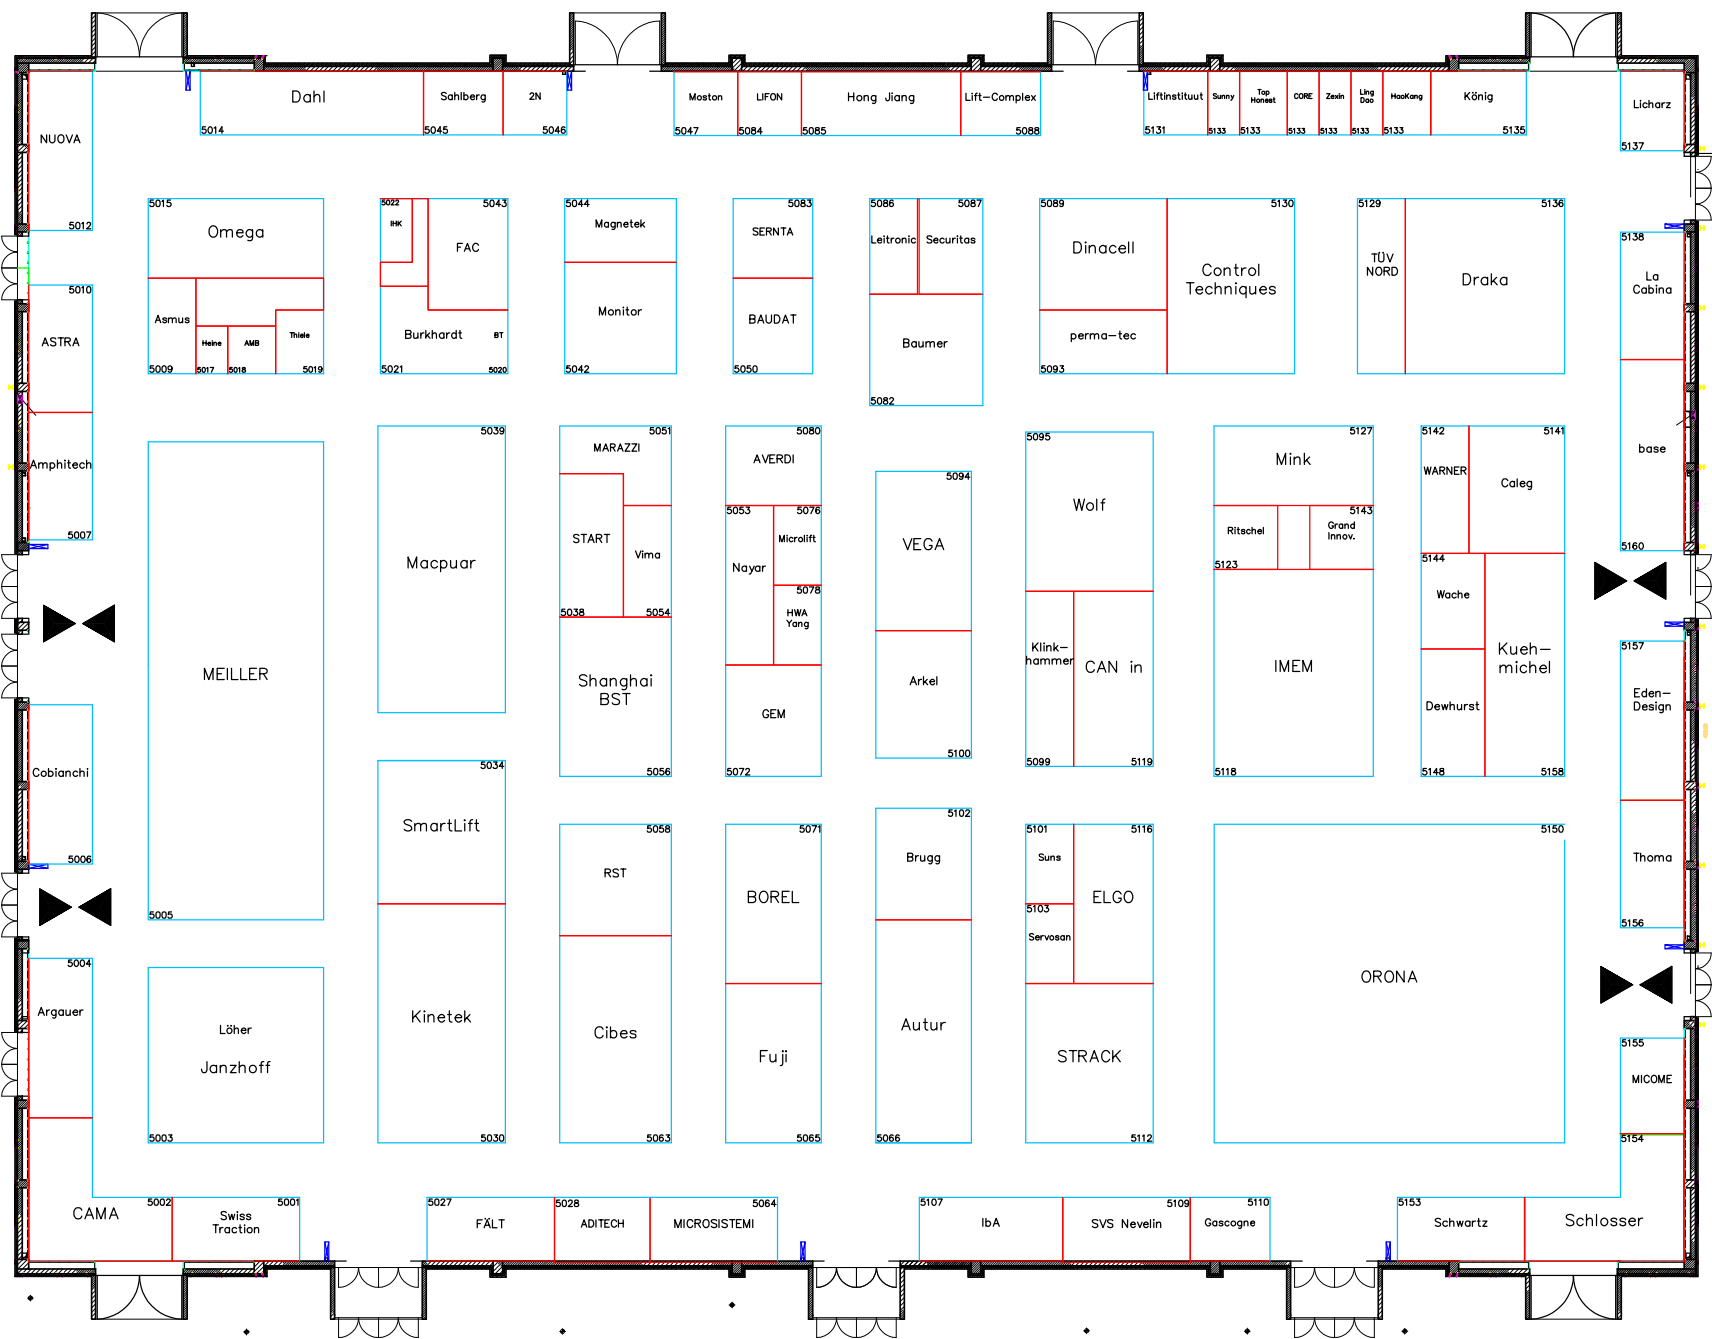 Dahl
5014
Sahlberg
5045
2N
5046
Moston
5047
LIFON
5084
Hong Jiang
5085
Lift-Complex
5088
Liftinstituut
5131
Sunny
5133
Top
Honest
5133
CORE
5133
Zexin
5133
Ling
Dao
5133
HaoKang
5133
König
5135
Licharz
5137
NUOVA
5012
5015
Omega
5022
IHK
5043
FAC
5044
Magnetek
5083
SERNTA
5086
Leitronic
5087
Securitas
5089
Dinacell
5130
Control
Techniques
5129
TÜV
NORD
5136
Draka
5138
La
Cabina
5010
ASTRA
Asmus
5009
Heine
5017
AMB
5018
Thiele
5019
Burkhardt
5021
BT
5020
Monitor
5042
BAUDAT
5050
Baumer
5082
perma-tec
5093
base
5160
Amphitech
5007
MEILLER
5005
5039
Macpuar
5051
MARAZZI
START
5038
Vima
5054
Shanghai
BST
5056
5080
AVERDI
5053
Nayar
5076
Microlift
5078
HWA
Yang
GEM
5072
5094
VEGA
Arkel
5100
5095
Wolf
Klink-
hammer
5099
CAN in
5119
5127
Mink
Ritschel
5123
5143
Grand
Innov.
IMEM
5118
5142
WARNER
5141
Caleg
5144
Wache
Dewhurst
5148
Kueh-
michel
5158
5157
Eden-
Design
Thoma
5156
Cobianchi
5006
5034
SmartLift
Kinetek
5030
5058
RST
Cibes
5063
5071
BOREL
Fuji
5065
5102
Brugg
Autur
5066
5101
Suns
5103
Servosan
5116
ELGO
STRACK
5112
5150
ORONA
5004
Argauer
Löher
Janzhoff
5003
5155
MICOME
5154
CAMA
5002
Swiss
Traction
5001
5027
FÄLT
5028
ADITECH
MICROSISTEMI
5064
5107
IbA
SVS Nevelin
5109
Gascogne
5110
5153
Schwartz
Schlosser